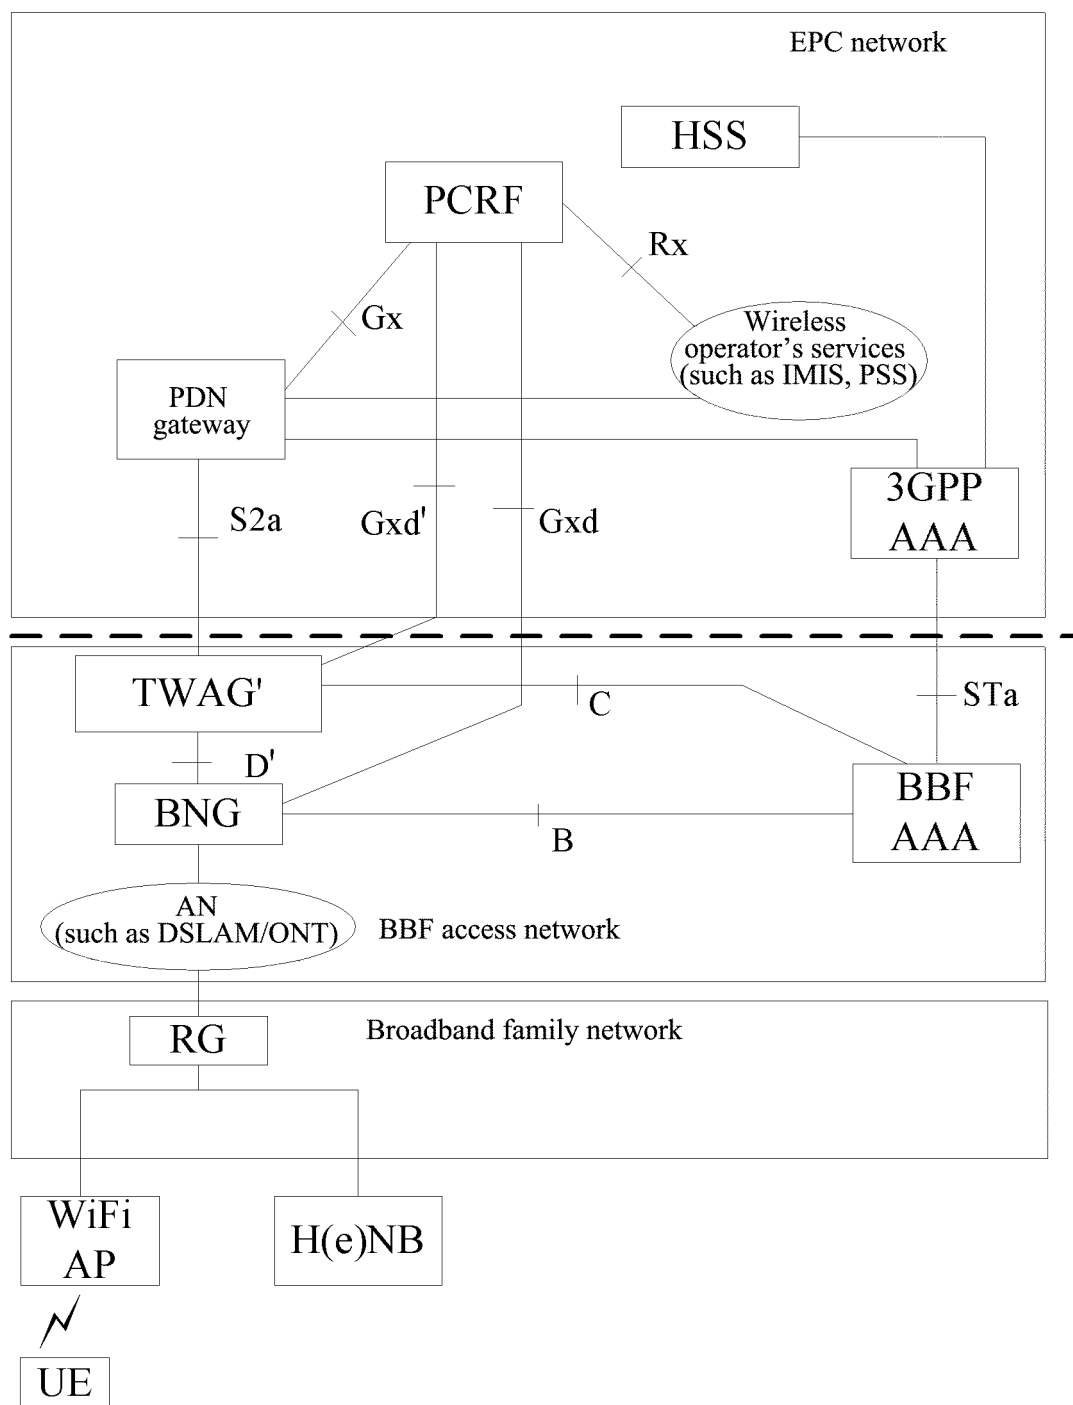 EPC network
HSS
PCRF
Rx
Gx
Wireless
operator's services
(such as IMIS, PSS)
PDN
gateway
3GPP
AAA
S2a
Gxd'
Gxd
TWAG'
C
STa
D'
BNG
B
BBF
AAA
AN
(such as DSLAM/ONT)
BBF access network
RG
Broadband family network
WiFi
AP
H(e)NB
UE